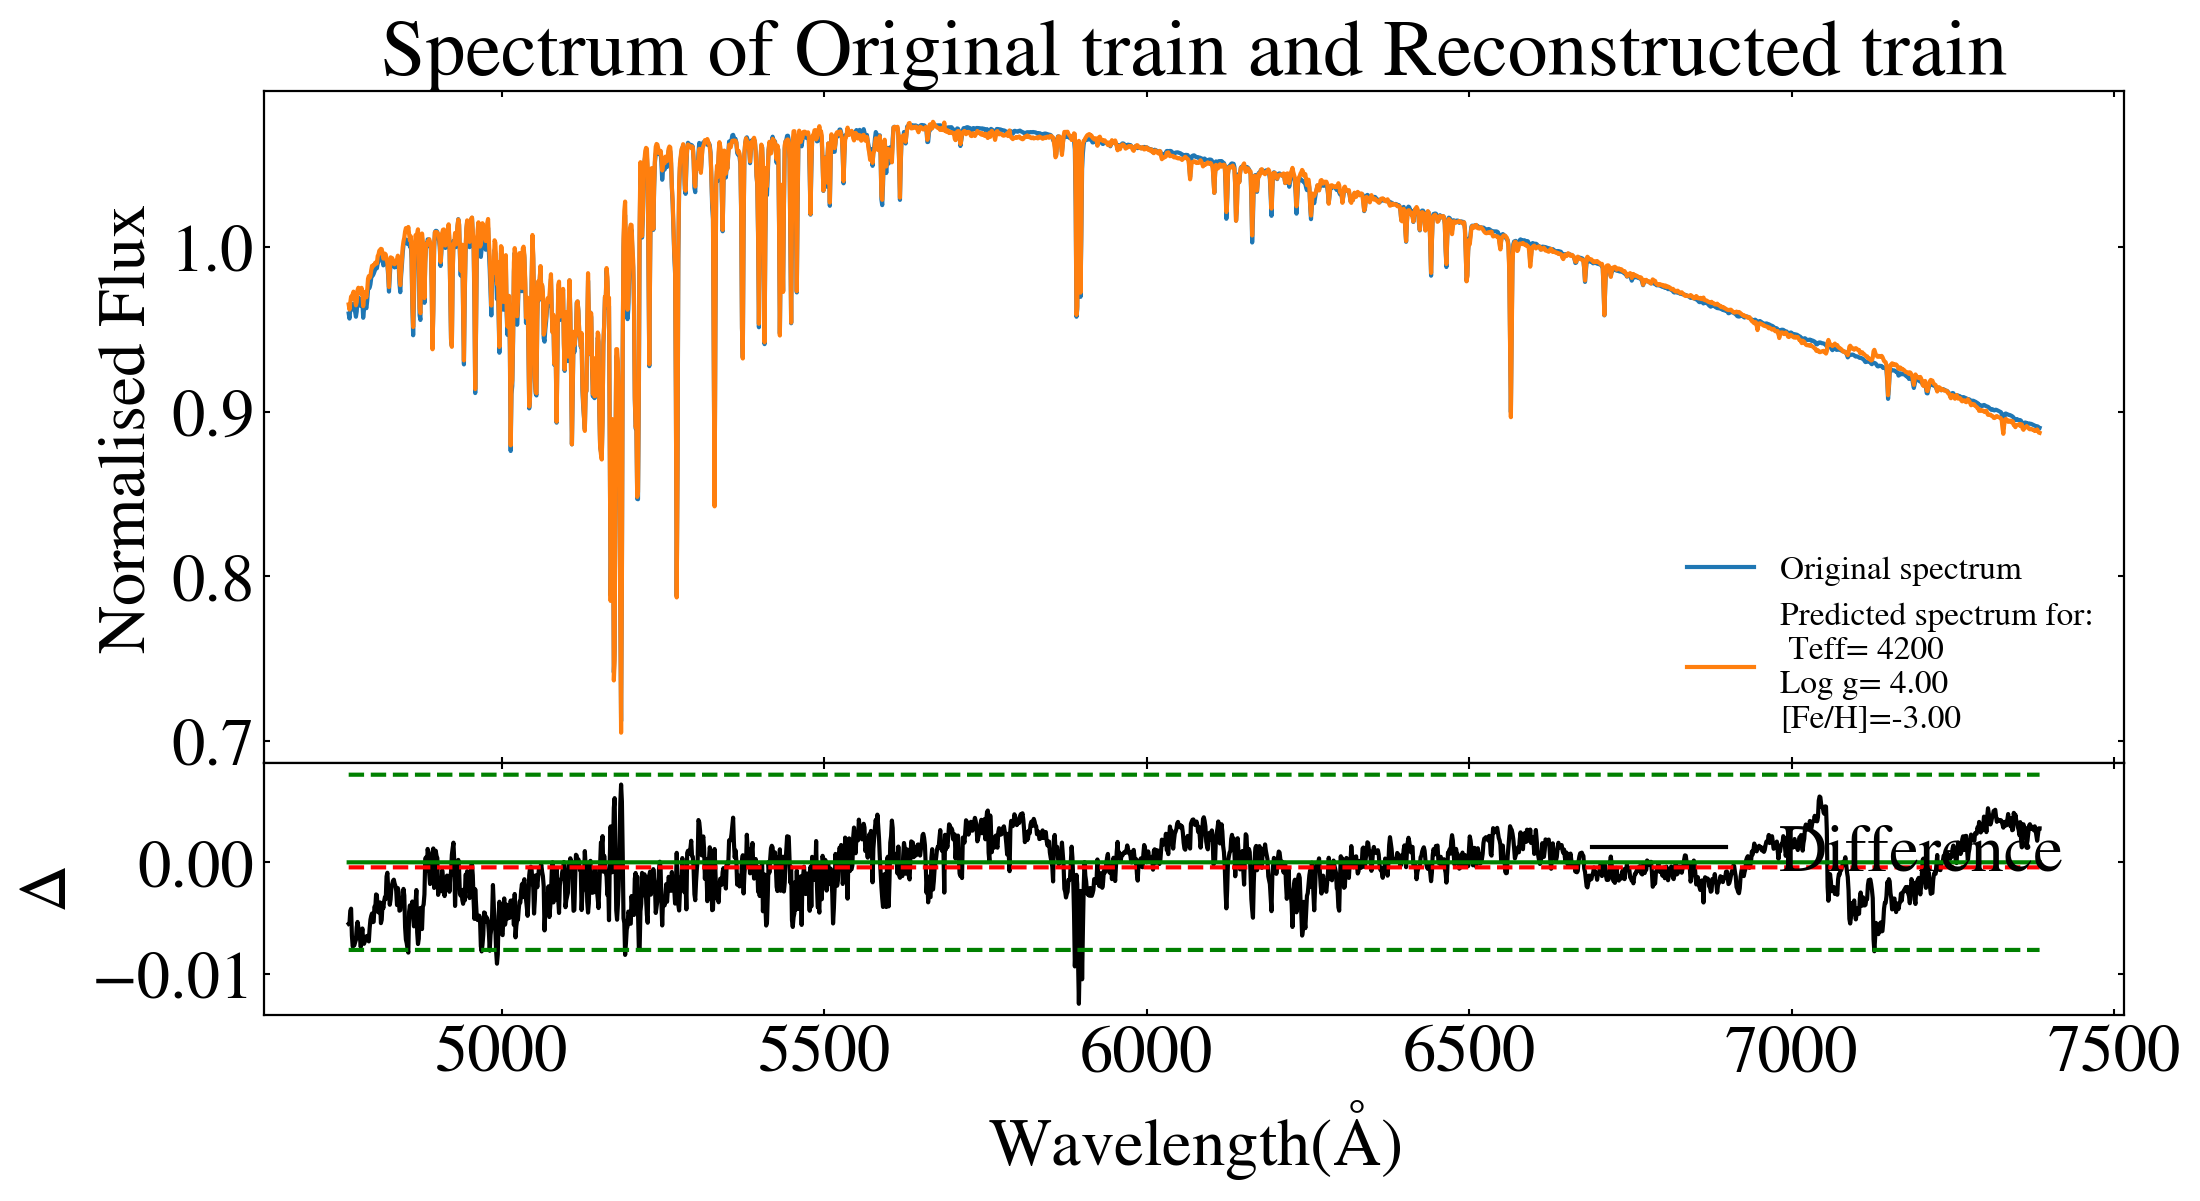 Spectrum of Original train and Reconstructed train
Normalised Flux
1.0
0.9
0.8
0.7
Original spectrum
Predicted spectrum for:
Teff= 4200
Log g= 4.00
[Fe/H]=-3.00
Δ
0.00
−0.01
Difference
5000 5500 6000 6500 7000 7500
Wavelength(Å)